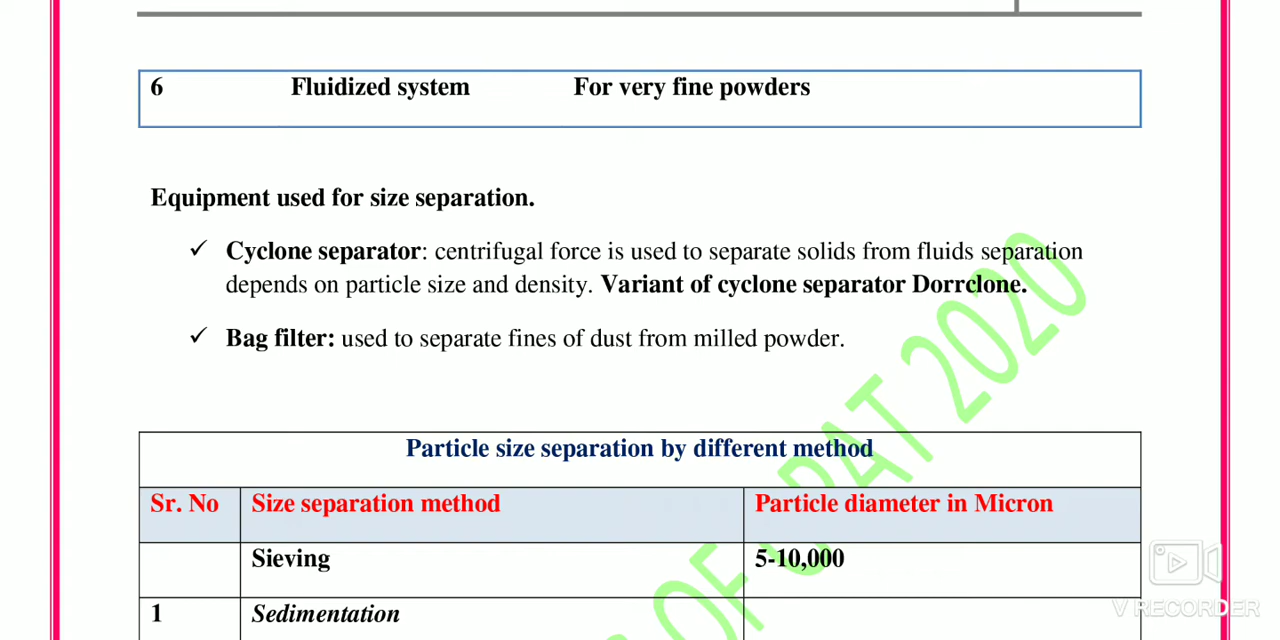 6 Fluidized system For very fine powders
Equipment used for size separation.
✓ Cyclone separator: centrifugal force is used to separate solids from fluids separation
depends on particle size and density. Variant of cyclone separator Dorrclone.
✓ Bag filter: used to separate fines of dust from milled powder.
Particle size separation by different method
Sr. No Size separation method Particle diameter in Micron
Sieving 5-10,000
1 Sedimentation
OF GPAT 2020
V RECORDER